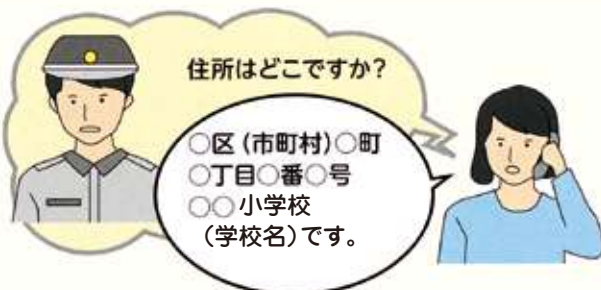 住所はどこですか?
○区(市町村)○町
○丁目○番○号
○○小学校
(学校名)です。